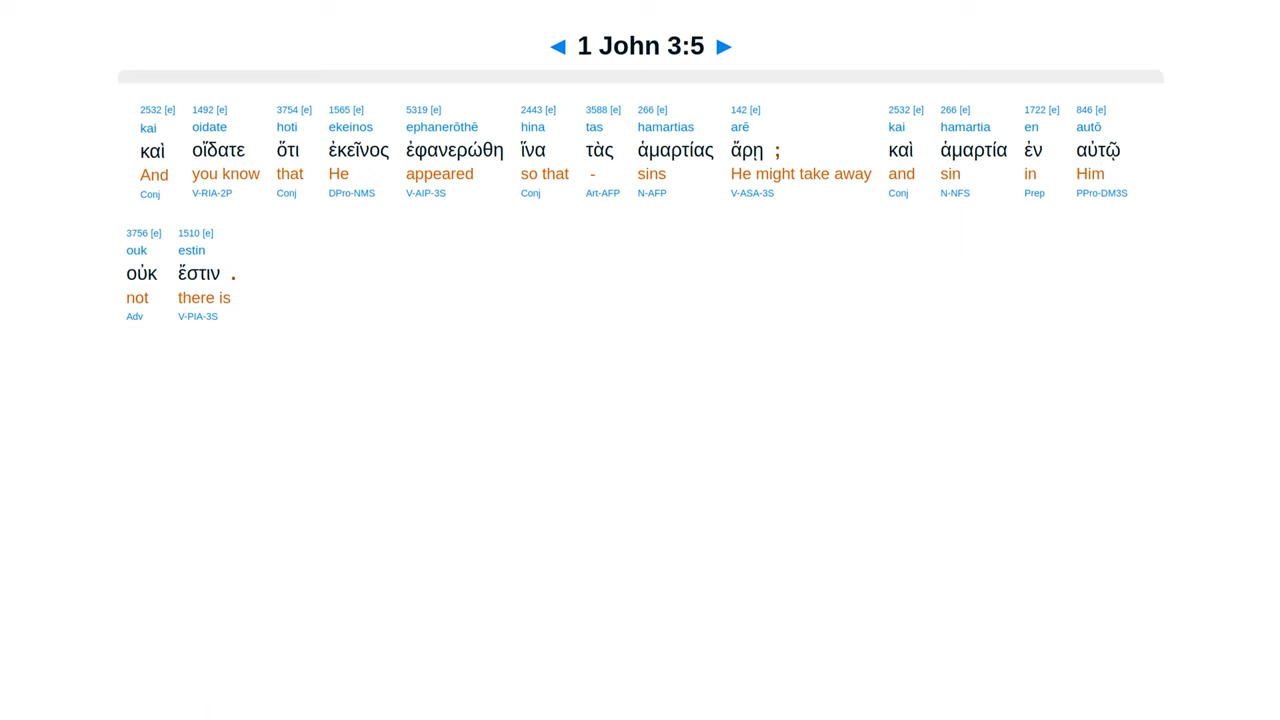 ◄ 1 John 3:5 ►
2532 [e] 1492 [e] 3754 [e] 1565 [e] 5319 [e] 2443 [e] 3588 [e] 266 [e] 142 [e] 2532 [e] 266 [e] 1722 [e] 846 [e]
kai oidate hoti ekeinos ephanerōthē hina tas hamartias arē kai hamartia en autō
καὶ οἴδατε ὅτι ἐκεῖνος ἐφανερώθη ἵνα τὰς ἁμαρτίας ἄρῃ ; καὶ ἁμαρτία ἐν αὐτῷ
And you know that He appeared so that - sins He might take away and sin in Him
Conj V-RIA-2P Conj DPro-NMS V-AIP-3S Conj Art-AFP N-AFP V-ASA-3S Conj N-NFS Prep PPro-DM3S
3756 [e] 1510 [e]
ouk estin
οὐκ ἔστιν .
not there is
Adv V-PIA-3S